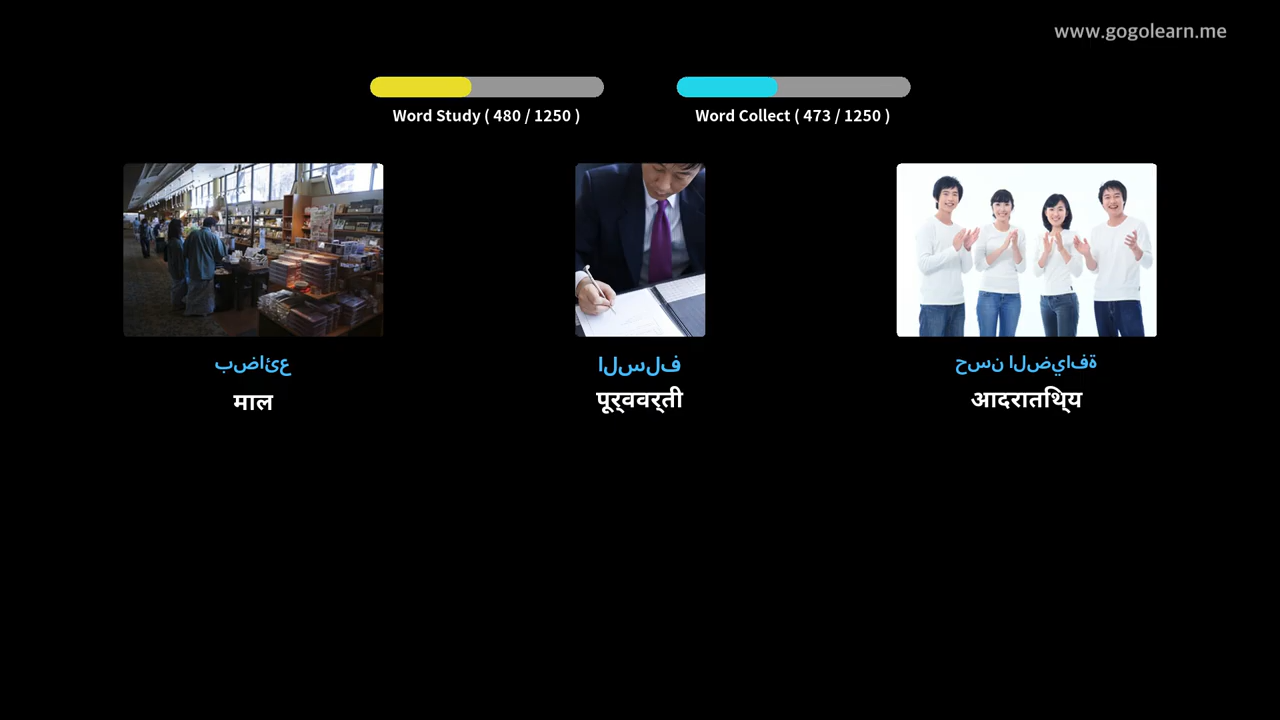 www.gogolearn.me
Word Study ( 480 / 1250 )
Word Collect ( 473 / 1250 )
بضائع
السلف
حسن الضيافة
माल
पूर्ववर्ती
आदरातिथ्य